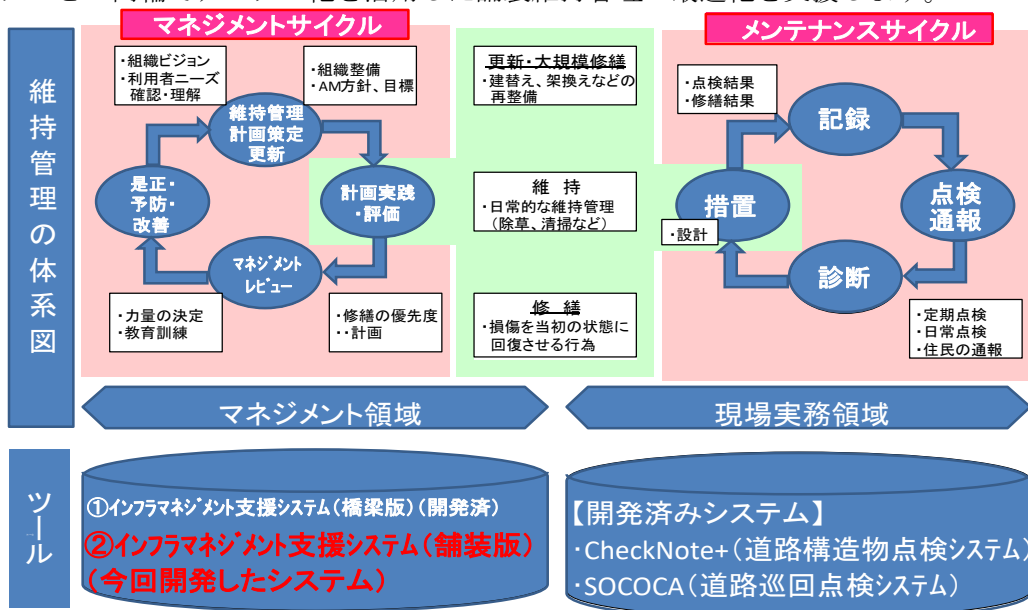 維持管理の体系図
マネジメントサイクル
・組織ビジョン
・利用者ニーズ
確認・理解
・組織整備
・AM方針、目標
維持管理
計画策定
更新
是正・
予防・
改善
計画実践
・評価
マネジメント
レビュー
・力量の決定
・教育訓練
・修繕の優先度
・・計画
更新・大規模修繕
・建替え、架換えなどの
再整備
維 持
・日常的な維持管理
（除草、清掃など）
修 繕
・損傷を当初の状態に
回復させる行為
メンテナンスサイクル
・点検結果
・修繕結果
記録
措置
・設計
点検
通報
診断
・定期点検
・日常点検
・住民の通報
マネジメント領域
現場実務領域
ツール
①インフラマネジメント支援システム（橋梁版）（開発済）
②インフラマネジメント支援システム（舗装版）
（今回開発したシステム）
【開発済みシステム】
・CheckNote+（道路構造物点検システム）
・SOCOCA（道路巡回点検システム）